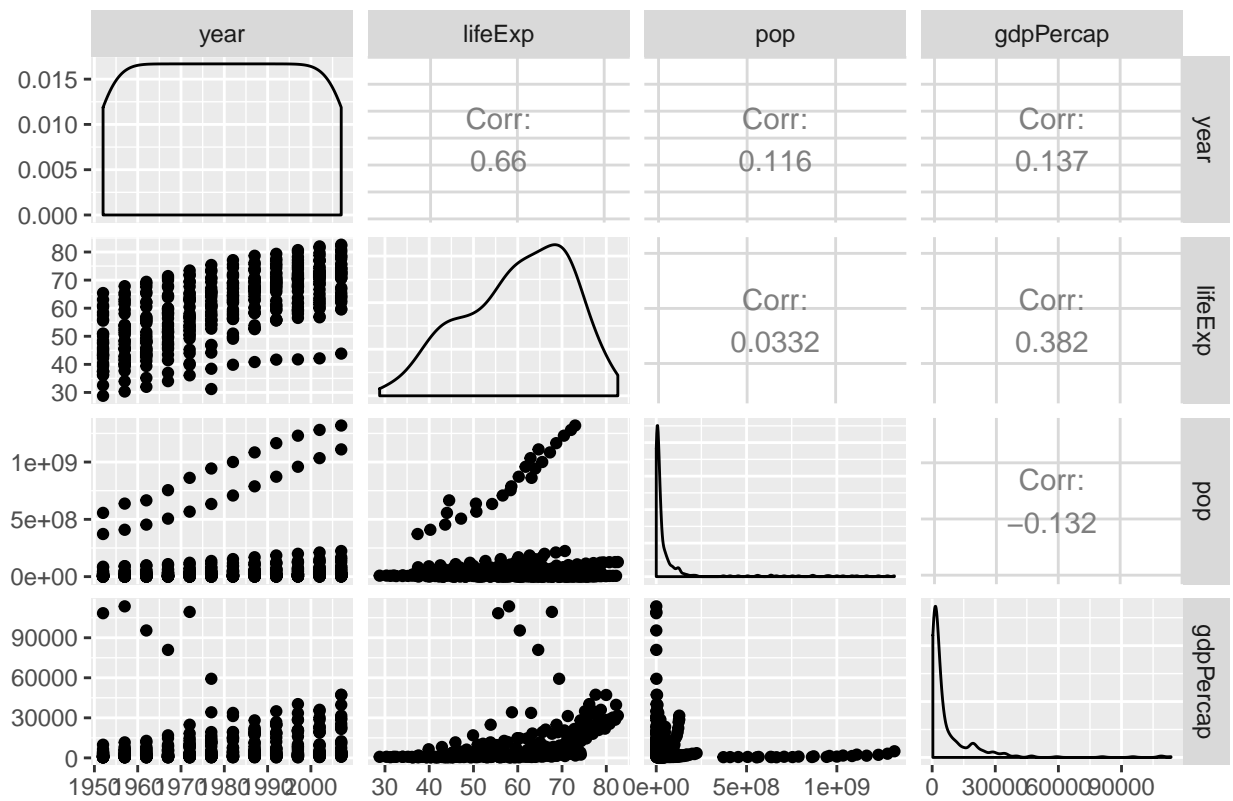 year lifeExp pop gdpPercap
0.015
0.010
0.005
0.000
Corr:
0.66
Corr:
0.116
Corr:
0.137
year
80
70
60
50
40
30
Corr:
0.0332
Corr:
0.382
lifeExp
1e+09
5e+08
0e+00
Corr:
−0.132
pop
90000
60000
30000
0
gdpPercap
1950 1960 1970 1980 1990 2000 30 40 50 60 70 80 0e+00 5e+08 1e+09 0 30000 60000 90000